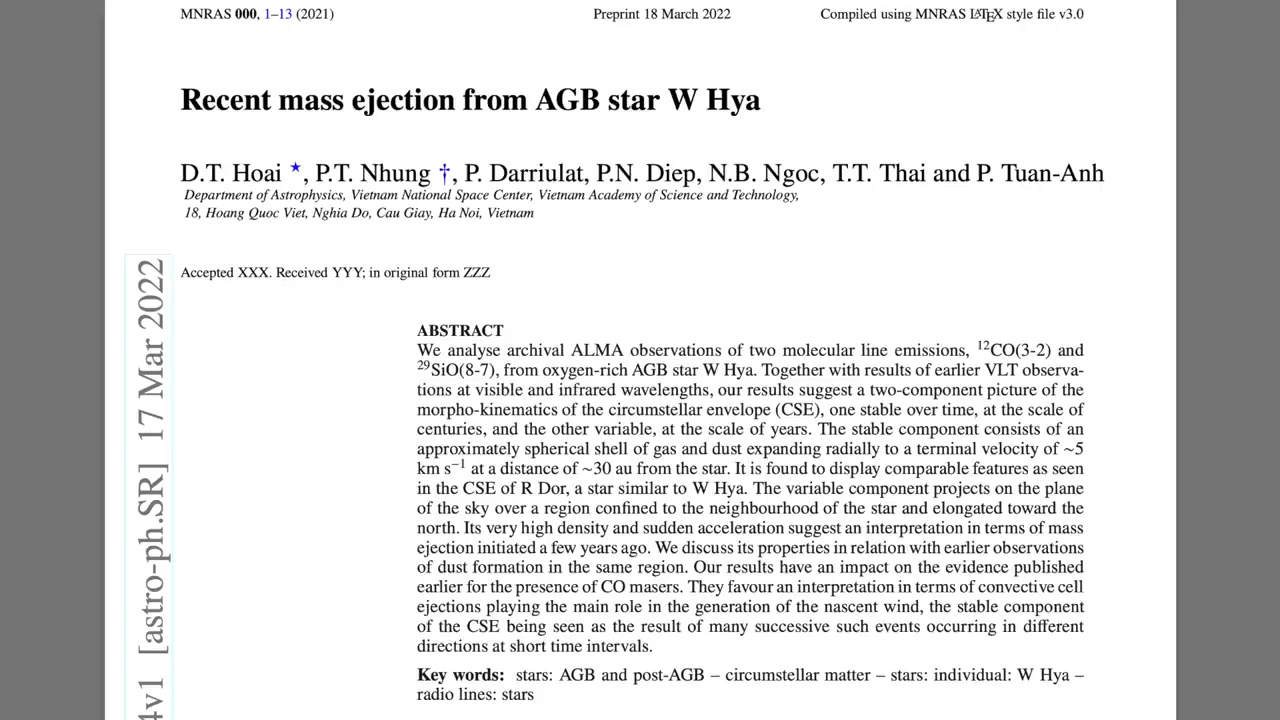 MNRAS 000, 1–13 (2021) Preprint 18 March 2022 Compiled using MNRAS LATEX style file v3.0
Recent mass ejection from AGB star W Hya
D.T. Hoai ⋆, P.T. Nhung †, P. Darriulat, P.N. Diep, N.B. Ngoc, T.T. Thai and P. Tuan-Anh
Department of Astrophysics, Vietnam National Space Center, Vietnam Academy of Science and Technology,
18, Hoang Quoc Viet, Nghia Do, Cau Giay, Ha Noi, Vietnam
Accepted XXX. Received YYY; in original form ZZZ
ABSTRACT
We analyse archival ALMA observations of two molecular line emissions, ¹²CO(3-2) and
²⁹SiO(8-7), from oxygen-rich AGB star W Hya. Together with results of earlier VLT observa-
tions at visible and infrared wavelengths, our results suggest a two-component picture of the
morpho-kinematics of the circumstellar envelope (CSE), one stable over time, at the scale of
centuries, and the other variable, at the scale of years. The stable component consists of an
approximately spherical shell of gas and dust expanding radially to a terminal velocity of ~5
km s⁻¹ at a distance of ~30 au from the star. It is found to display comparable features as seen
in the CSE of R Dor, a star similar to W Hya. The variable component projects on the plane
of the sky over a region confined to the neighbourhood of the star and elongated toward the
north. Its very high density and sudden acceleration suggest an interpretation in terms of mass
ejection initiated a few years ago. We discuss its properties in relation with earlier observations
of dust formation in the same region. Our results have an impact on the evidence published
earlier for the presence of CO masers. They favour an interpretation in terms of convective cell
ejections playing the main role in the generation of the nascent wind, the stable component
of the CSE being seen as the result of many successive such events occurring in different
directions at short time intervals.
Key words: stars: AGB and post-AGB – circumstellar matter – stars: individual: W Hya –
radio lines: stars
4v1 [astro-ph.SR] 17 Mar 2022